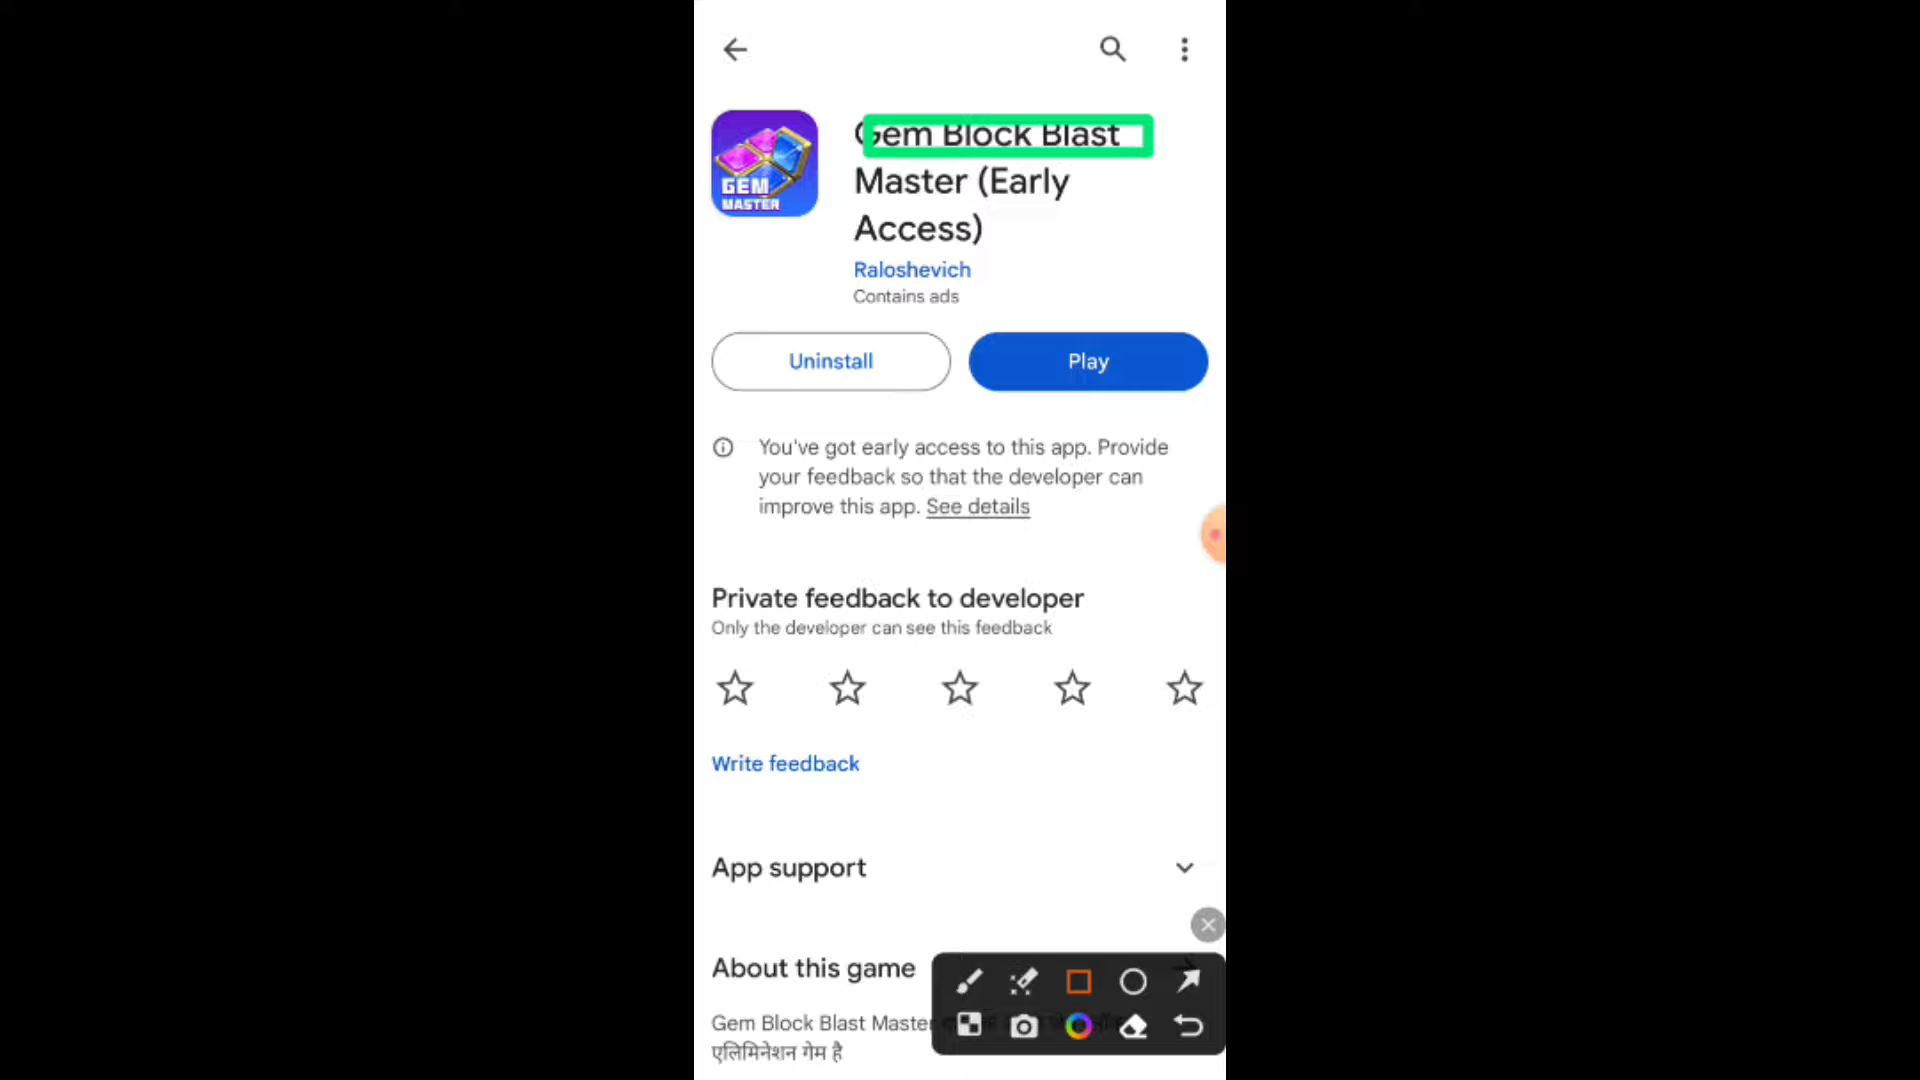 GEM
MASTER
Gem Block Blast
Master (Early
Access)
Raloshevich
Contains ads
Uninstall
Play
You've got early access to this app. Provide
your feedback so that the developer can
improve this app. See details
Private feedback to developer
Only the developer can see this feedback
Write feedback
App support
About this game
Gem Block Blast Master
एलिमिनेशन गेम है